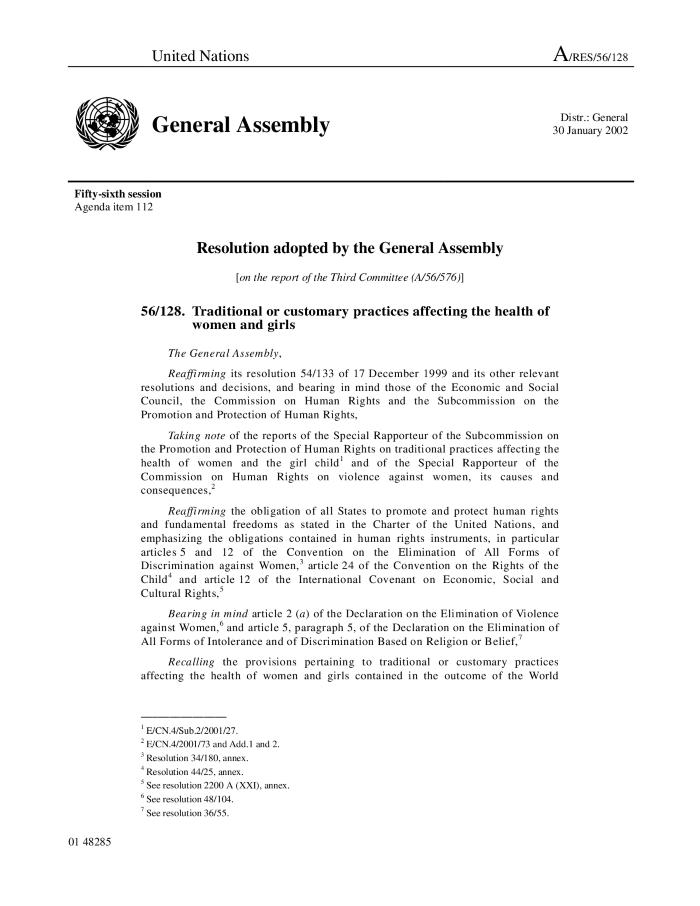 United Nations
A/RES/56/128
General Assembly
Distr.: General
30 January 2002
Fifty-sixth session
Agenda item 112
Resolution adopted by the General Assembly
[on the report of the Third Committee (A/56/576)]
56/128. Traditional or customary practices affecting the health of
women and girls
The General Assembly,
Reaffirming its resolution 54/133 of 17 December 1999 and its other relevant
resolutions and decisions, and bearing in mind those of the Economic and Social
Council, the Commission on Human Rights and the Subcommission on the
Promotion and Protection of Human Rights,
Taking note of the reports of the Special Rapporteur of the Subcommission on
the Promotion and Protection of Human Rights on traditional practices affecting the
health of women and the girl child1 and of the Special Rapporteur of the
Commission on Human Rights on violence against women, its causes and
consequences,2
Reaffirming the obligation of all States to promote and protect human rights
and fundamental freedoms as stated in the Charter of the United Nations, and
emphasizing the obligations contained in human rights instruments, in particular
articles 5 and 12 of the Convention on the Elimination of All Forms of
Discrimination against Women,3 article 24 of the Convention on the Rights of the
Child4 and article 12 of the International Covenant on Economic, Social and
Cultural Rights,5
Bearing in mind article 2 (a) of the Declaration on the Elimination of Violence
against Women,6 and article 5, paragraph 5, of the Declaration on the Elimination of
All Forms of Intolerance and of Discrimination Based on Religion or Belief,7
Recalling the provisions pertaining to traditional or customary practices
affecting the health of women and girls contained in the outcome of the World
1 E/CN.4/Sub.2/2001/27.
2 E/CN.4/2001/73 and Add.1 and 2.
3 Resolution 34/180, annex.
4 Resolution 44/25, annex.
5 See resolution 2200 A (XXI), annex.
6 See resolution 48/104.
7 See resolution 36/55.
01 48285